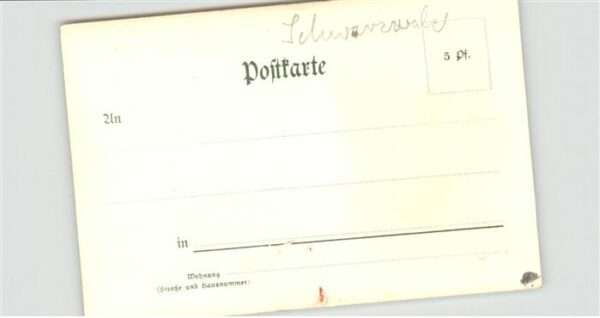 Schwarzwald
Postkarte
5 Pf.
An
in
Wohnung
(Straße und Hausnummer)